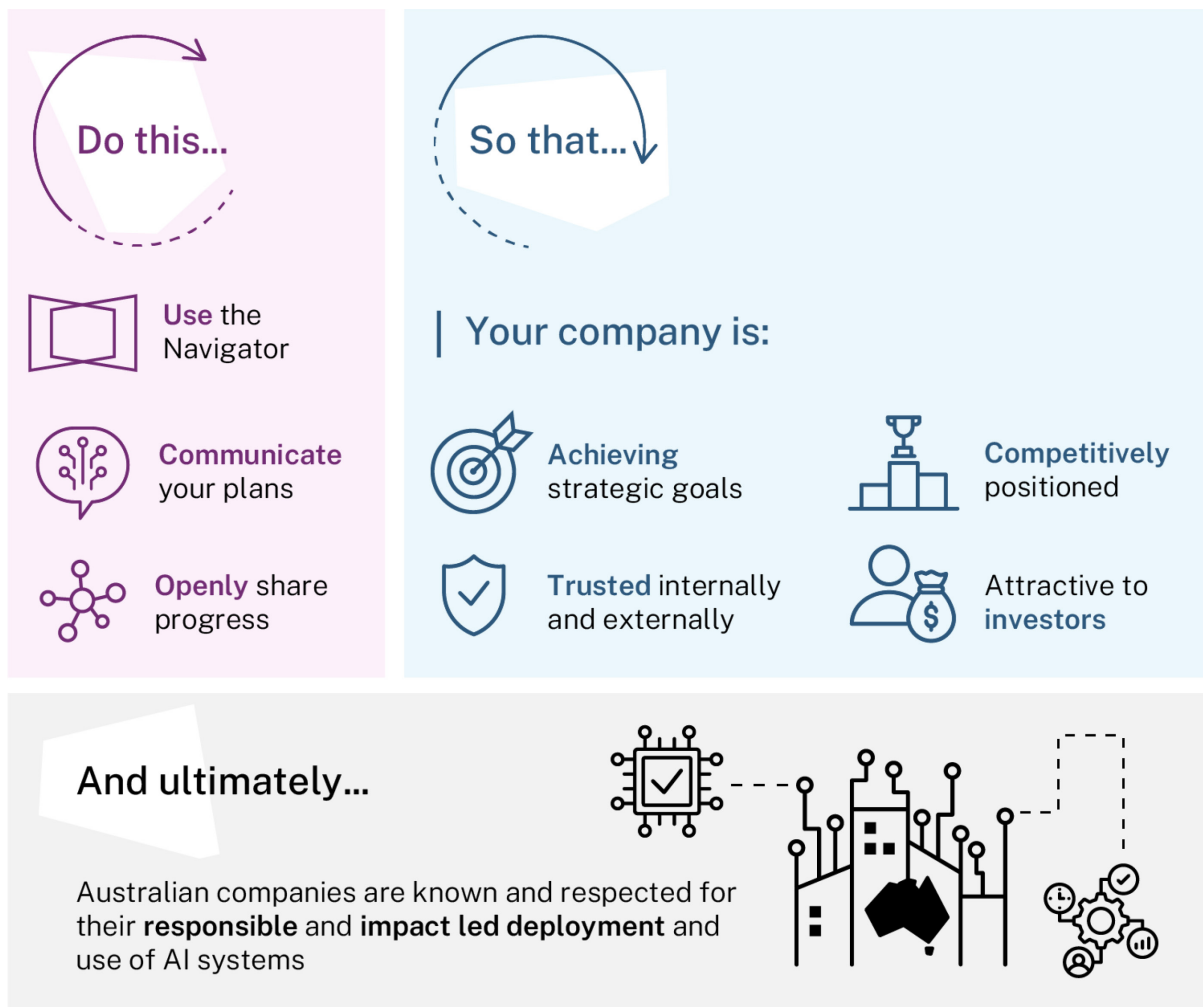 Do this...
Use the
Navigator
Communicate
your plans
Openly share
progress
So that...
Your company is:
Achieving
strategic goals
Competitively
positioned
Trusted internally
and externally
Attractive to
investors
$
And ultimately...
Australian companies are known and respected for
their responsible and impact led deployment and
use of AI systems